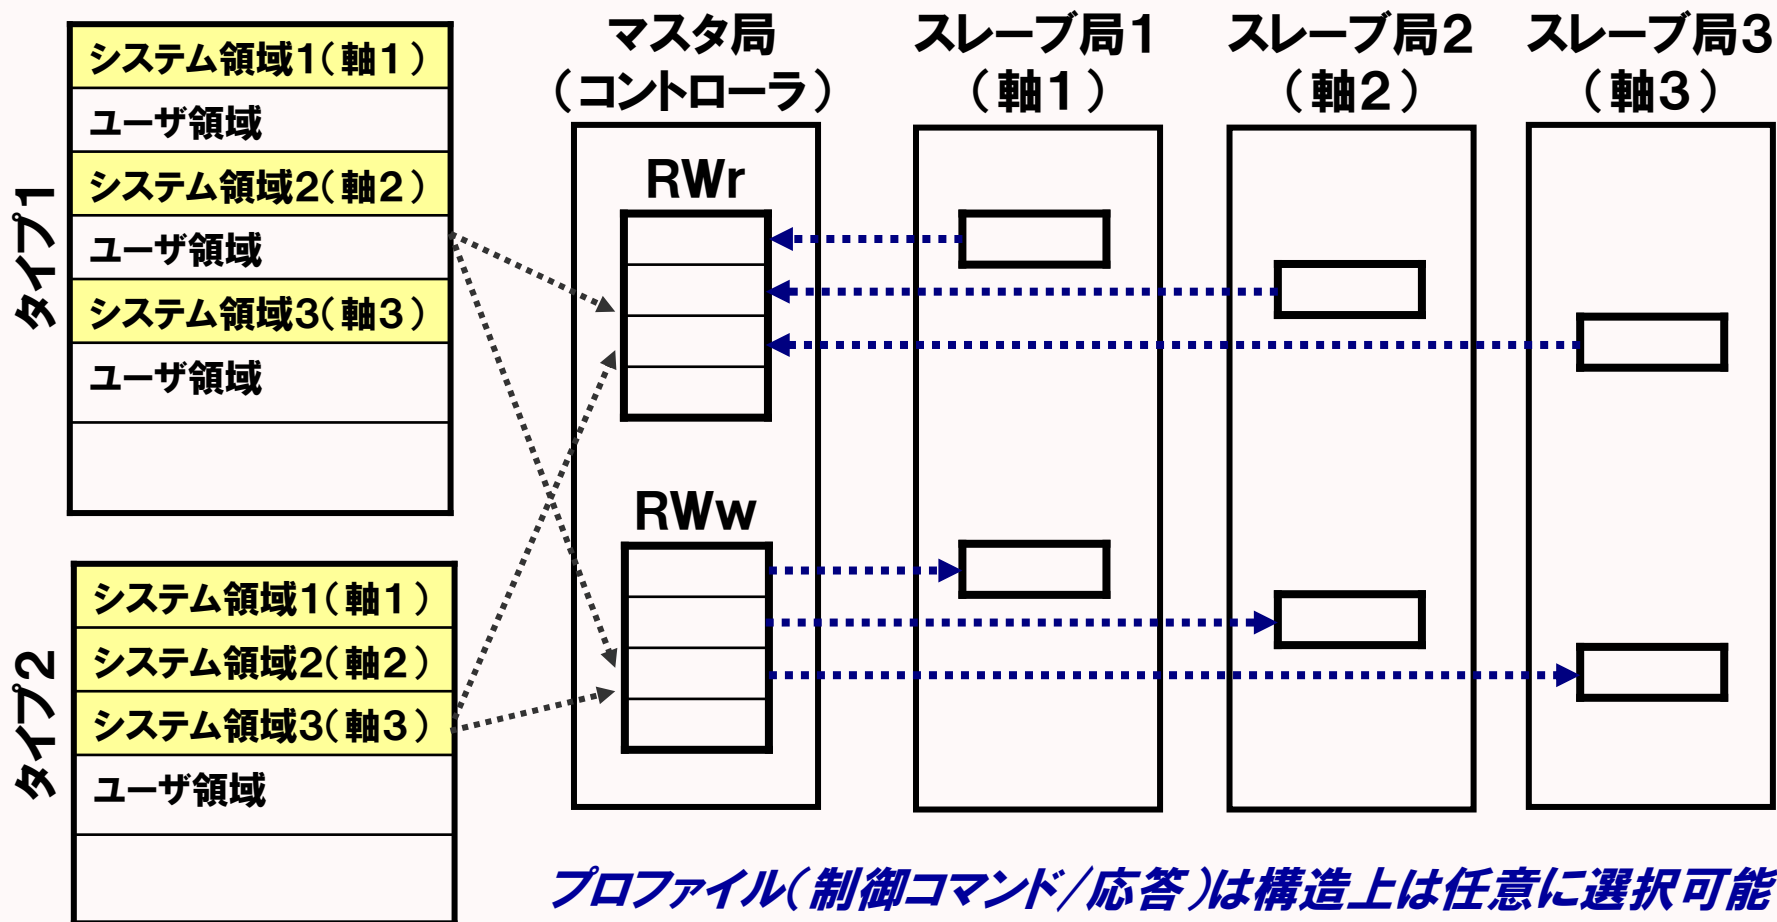 タイプ1
システム領域1(軸1)
ユーザ領域
システム領域2(軸2)
ユーザ領域
システム領域3(軸3)
ユーザ領域
タイプ2
システム領域1(軸1)
システム領域2(軸2)
システム領域3(軸3)
ユーザ領域
マスタ局
(コントローラ)
RWr
RWw
スレーブ局1
(軸1)
スレーブ局2
(軸2)
スレーブ局3
(軸3)
プロファイル(制御コマンド/応答)は構造上は任意に選択可能